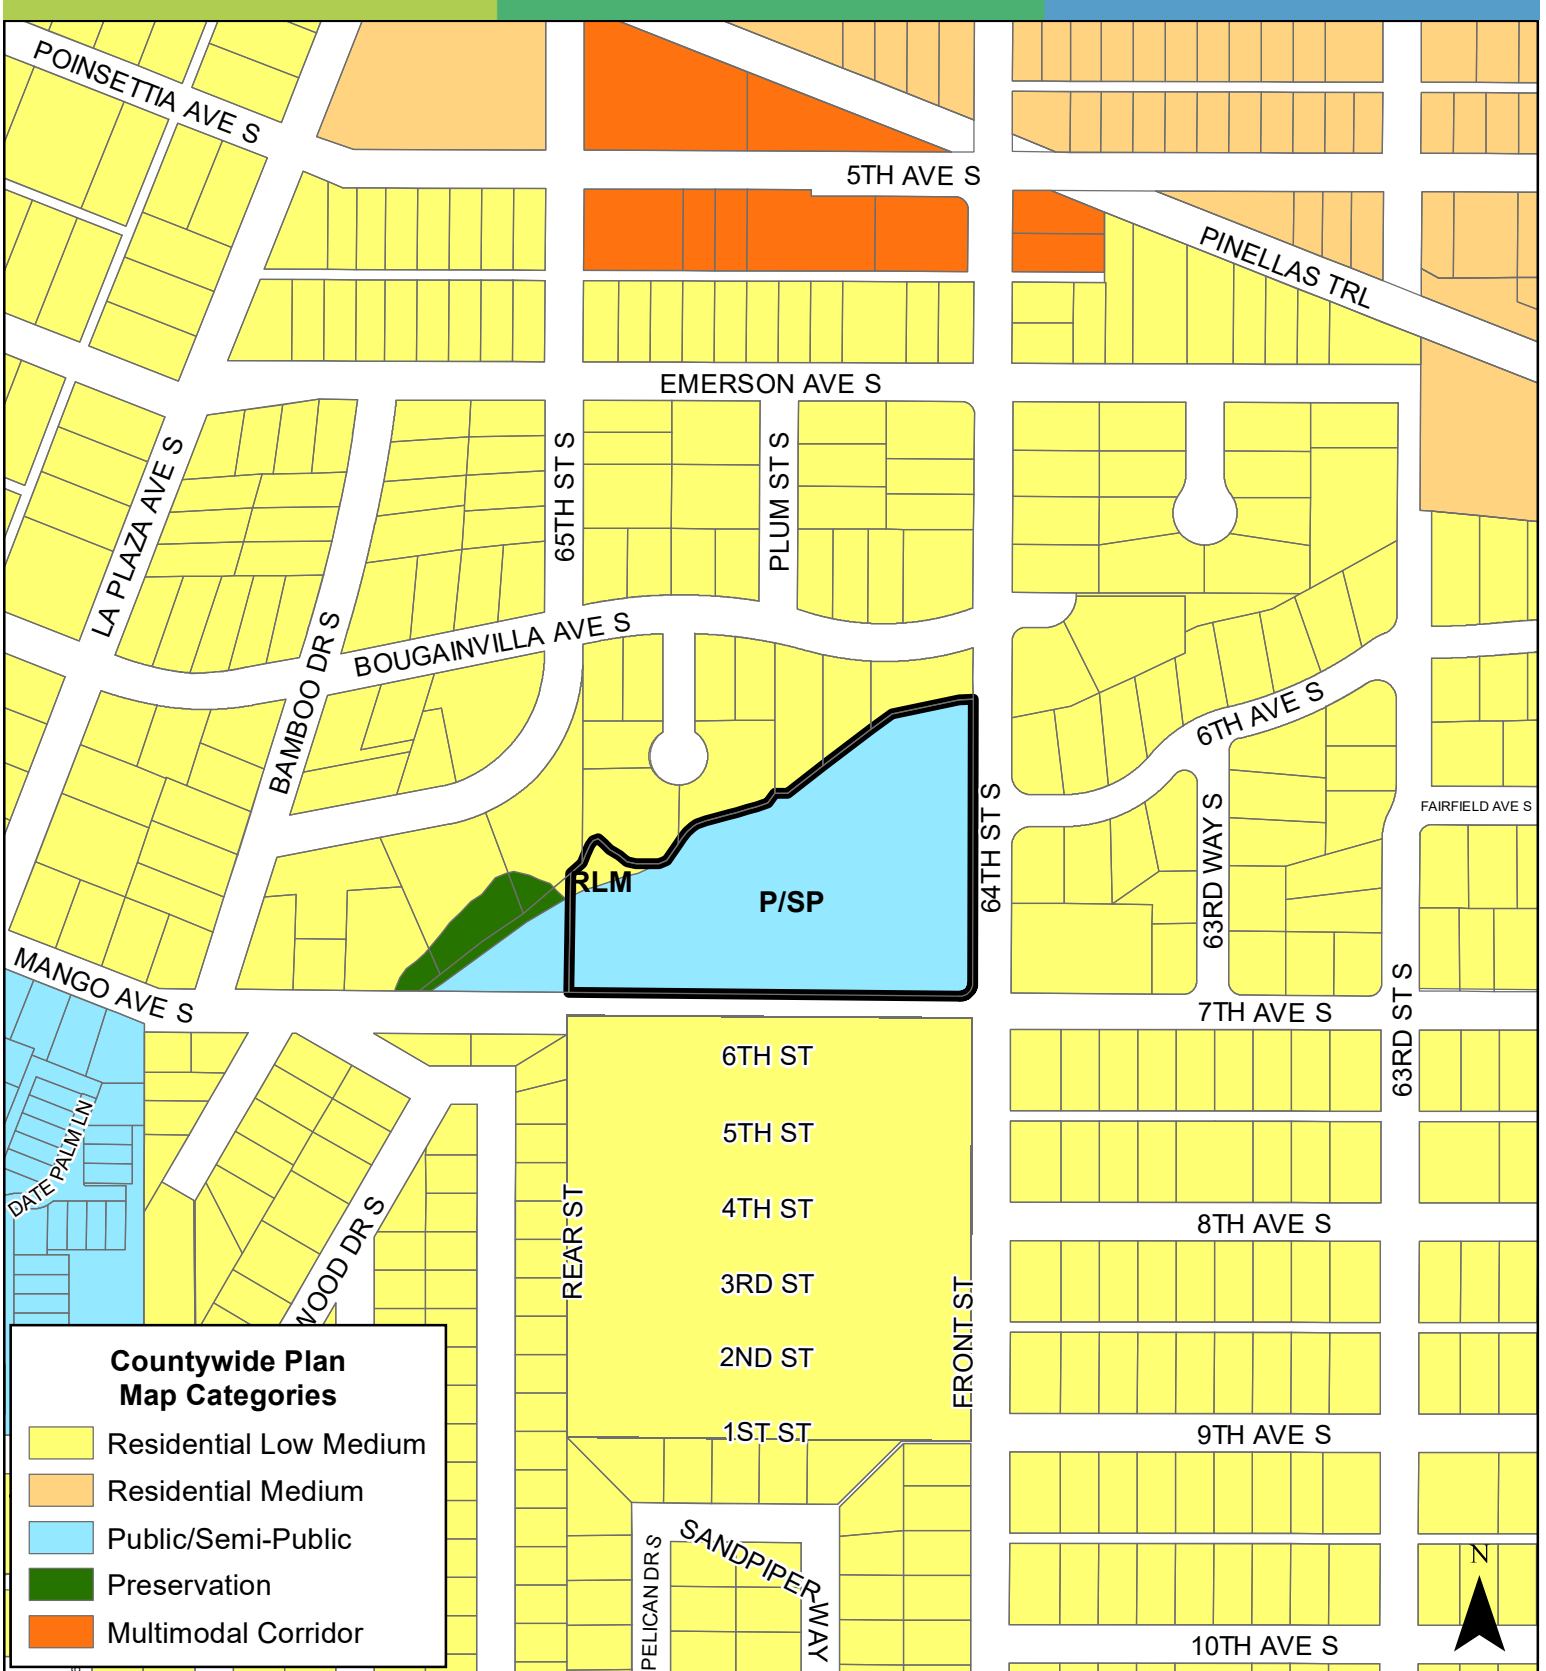 POINSETTIA AVE S
5TH AVE S
PINELLAS TRL
EMERSON AVE S
LA PLAZA AVE S
65TH ST S
PLUM ST S
BAMBOO DR S
BOUGAINVILLA AVE S
6TH AVE S
64TH ST S
63RD WAY S
FAIRFIELD AVE S
RLM
P/SP
MANGO AVE S
7TH AVE S
63RD ST S
6TH ST
DATE PALM LN
5TH ST
REAR ST
4TH ST
8TH AVE S
WOOD DR S
3RD ST
FRONT ST
2ND ST
1ST ST
9TH AVE S
PELICAN DR S
SANDPIPER WAY
10TH AVE S
N
Countywide Plan
Map Categories
Residential Low Medium
Residential Medium
Public/Semi-Public
Preservation
Multimodal Corridor